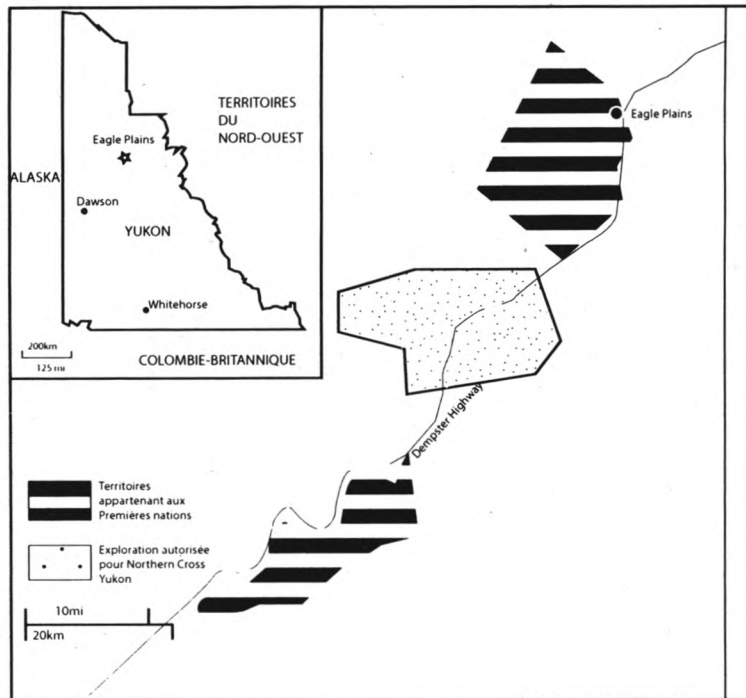 TERRITOIRES
DU
NORD-OUEST
Eagle Plains
ALASKA
Dawson
YUKON
Whitehorse
200km
125 mi
COLOMBIE-BRITANNIQUE
Eagle Plains
Dempster Highway
Territoires
appartenant aux
Premières nations
Exploration autorisée
pour Northern Cross
Yukon
10mi
20km